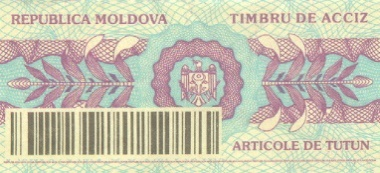 REPUBLICA MOLDOVA
TIMBRU DE ACCIZ
ARTICOLE DE TUTUN